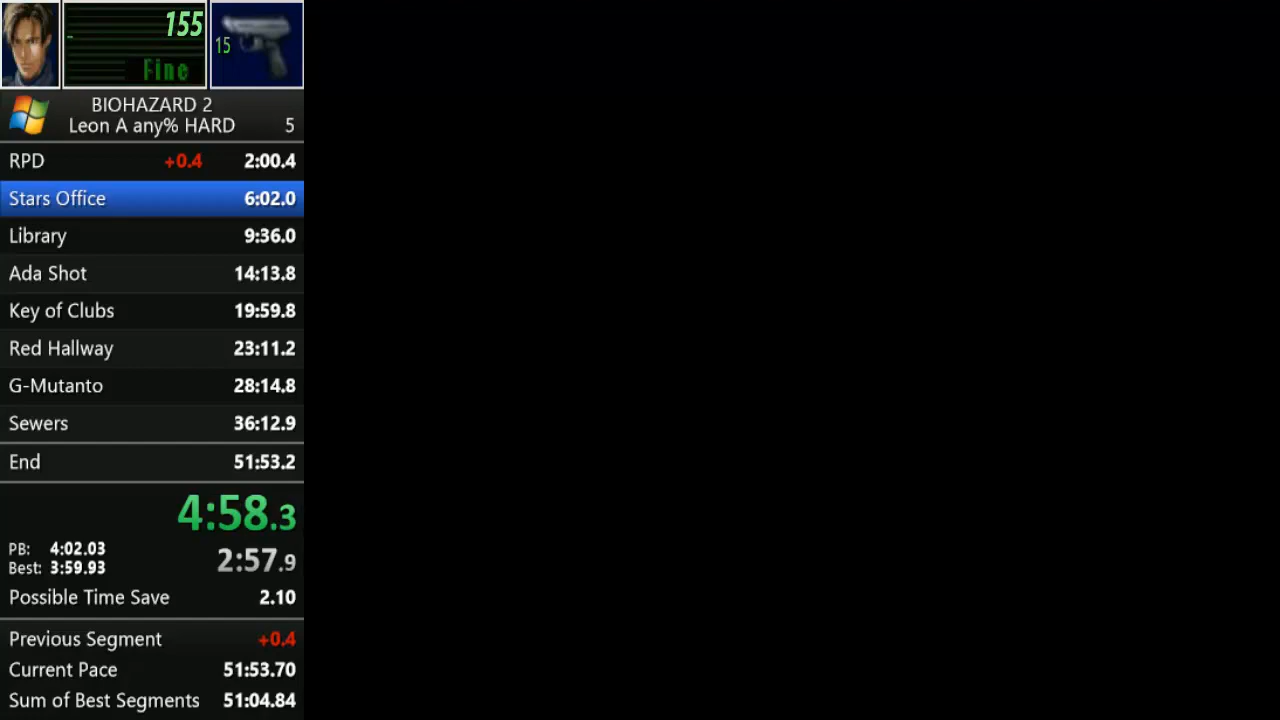 155
Fine
15
BIOHAZARD 2
Leon A any% HARD 5
RPD +0.4 2:00.4
Stars Office 6:02.0
Library 9:36.0
Ada Shot 14:13.8
Key of Clubs 19:59.8
Red Hallway 23:11.2
G-Mutanto 28:14.8
Sewers 36:12.9
End 51:53.2
4:58.3
PB: 4:02.03
Best: 3:59.93
2:57.9
Possible Time Save 2.10
Previous Segment +0.4
Current Pace 51:53.70
Sum of Best Segments 51:04.84